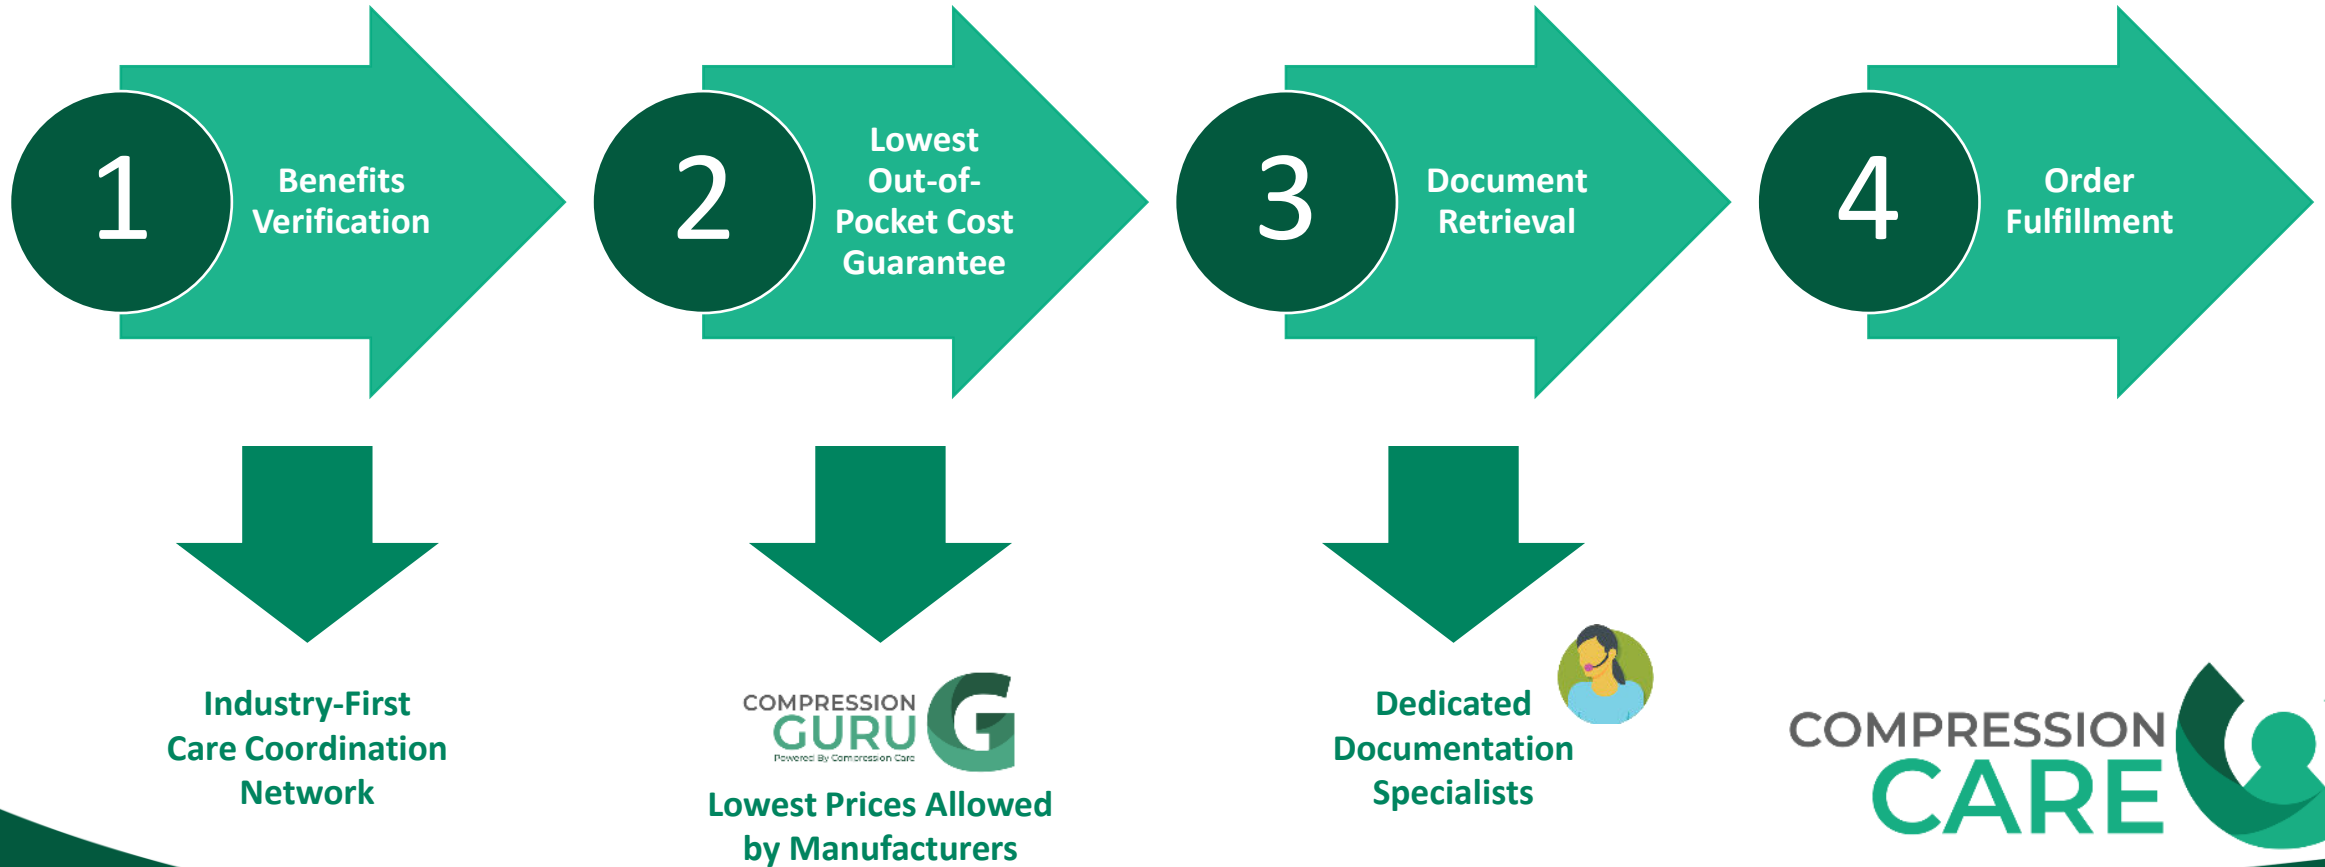 1
Benefits
Verification
2
Lowest
Out-of-
Pocket Cost
Guarantee
3
Document
Retrieval
4
Order
Fulfillment
Industry-First
Care Coordination
Network
COMPRESSION
GURU
Powered By Compression Care
G
Lowest Prices Allowed
by Manufacturers
Dedicated
Documentation
Specialists
COMPRESSION
CARE